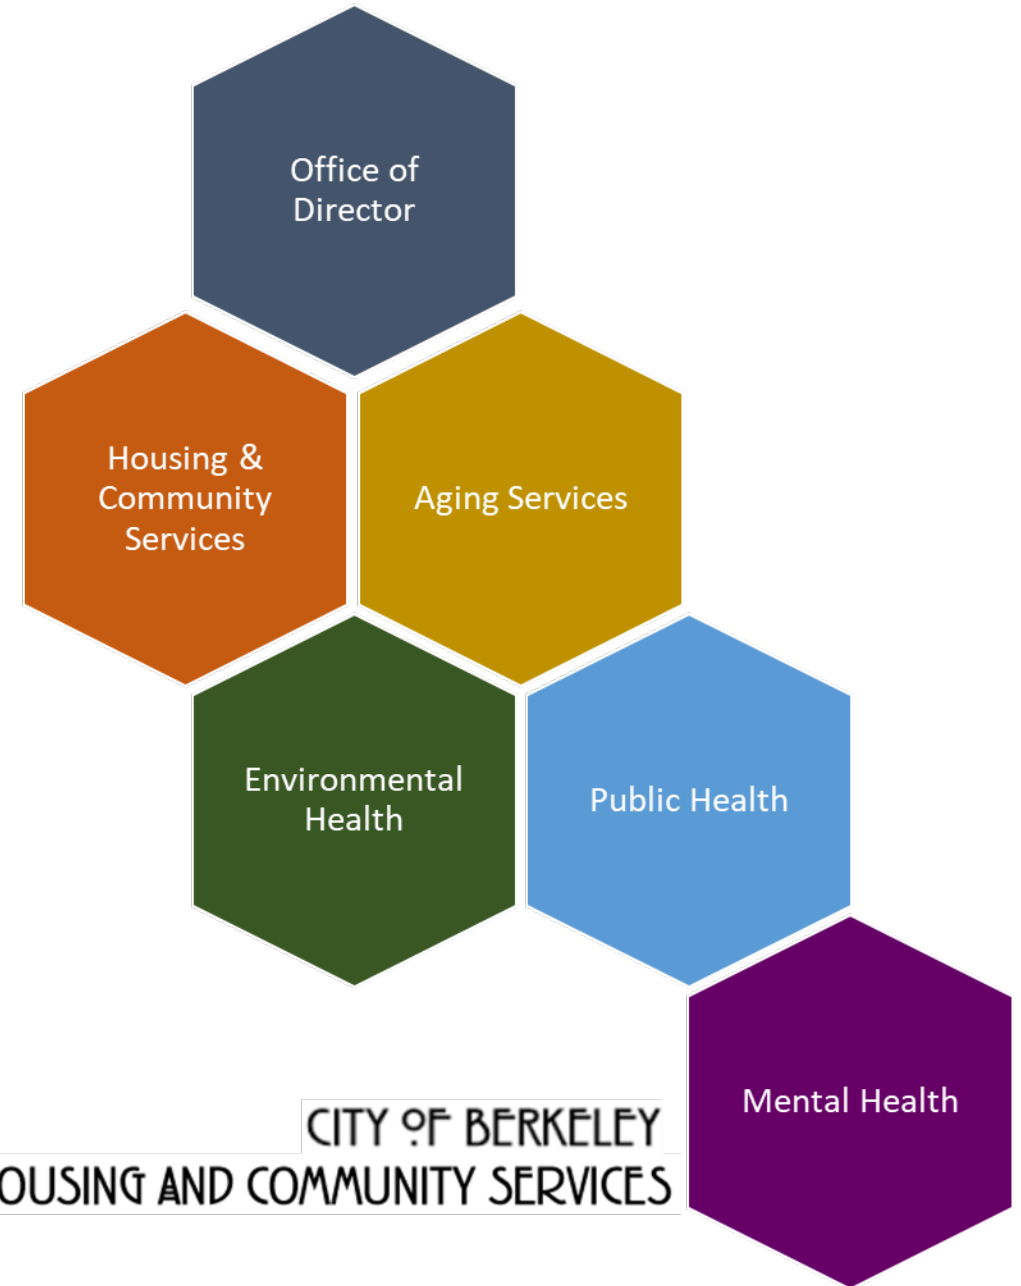 Office of
Director
Housing &
Community
Services
Aging Services
Environmental
Health
Public Health
Mental Health
CITY OF BERKELEY
OUSING AND COMMUNITY SERVICES